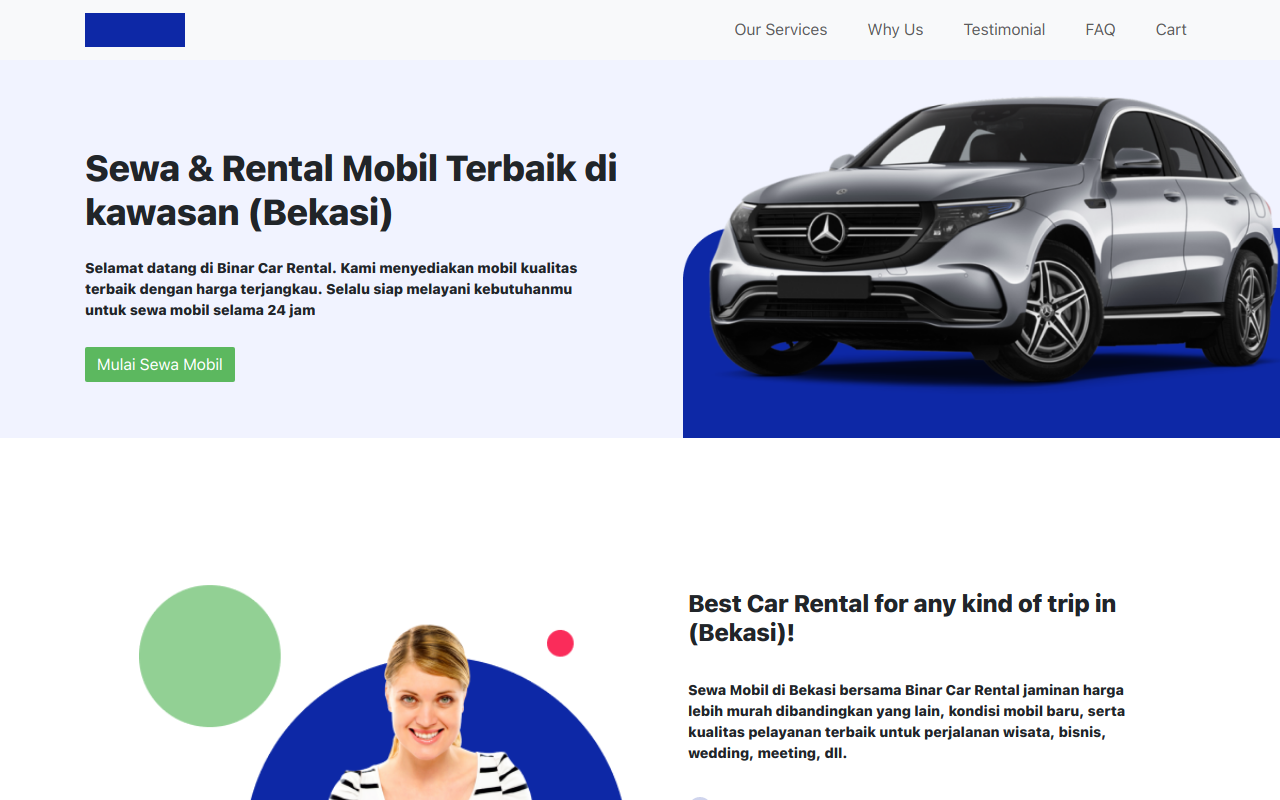 Our Services Why Us Testimonial FAQ Cart
Sewa & Rental Mobil Terbaik di
kawasan (Bekasi)
Selamat datang di Binar Car Rental. Kami menyediakan mobil kualitas
terbaik dengan harga terjangkau. Selalu siap melayani kebutuhanmu
untuk sewa mobil selama 24 jam
Mulai Sewa Mobil
Best Car Rental for any kind of trip in
(Bekasi)!
Sewa Mobil di Bekasi bersama Binar Car Rental jaminan harga
lebih murah dibandingkan yang lain, kondisi mobil baru, serta
kualitas pelayanan terbaik untuk perjalanan wisata, bisnis,
wedding, meeting, dll.